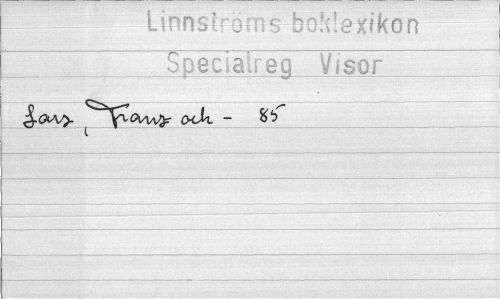 Linnströms boklexikon
Specialreg Visor
Lars, Frans och - 85